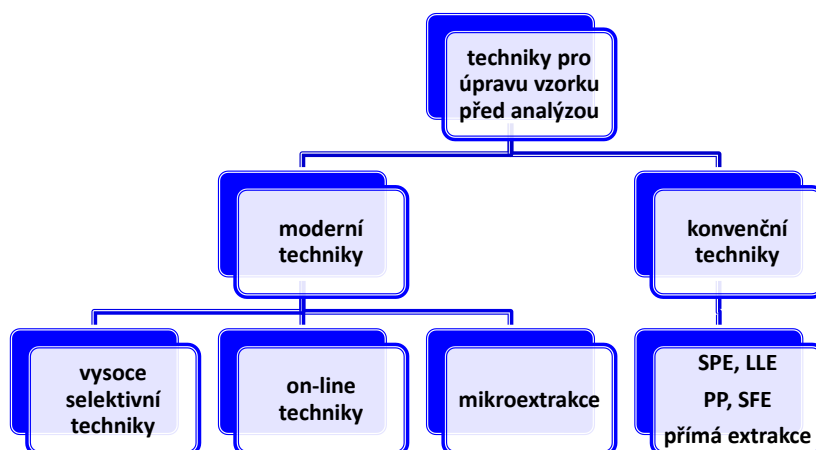 techniky pro
úpravu vzorku
před analýzou
moderní
techniky
konvenční
techniky
vysoce
selektivní
techniky
on-line
techniky
mikroextrakce
SPE, LLE
PP, SFE
přímá extrakce